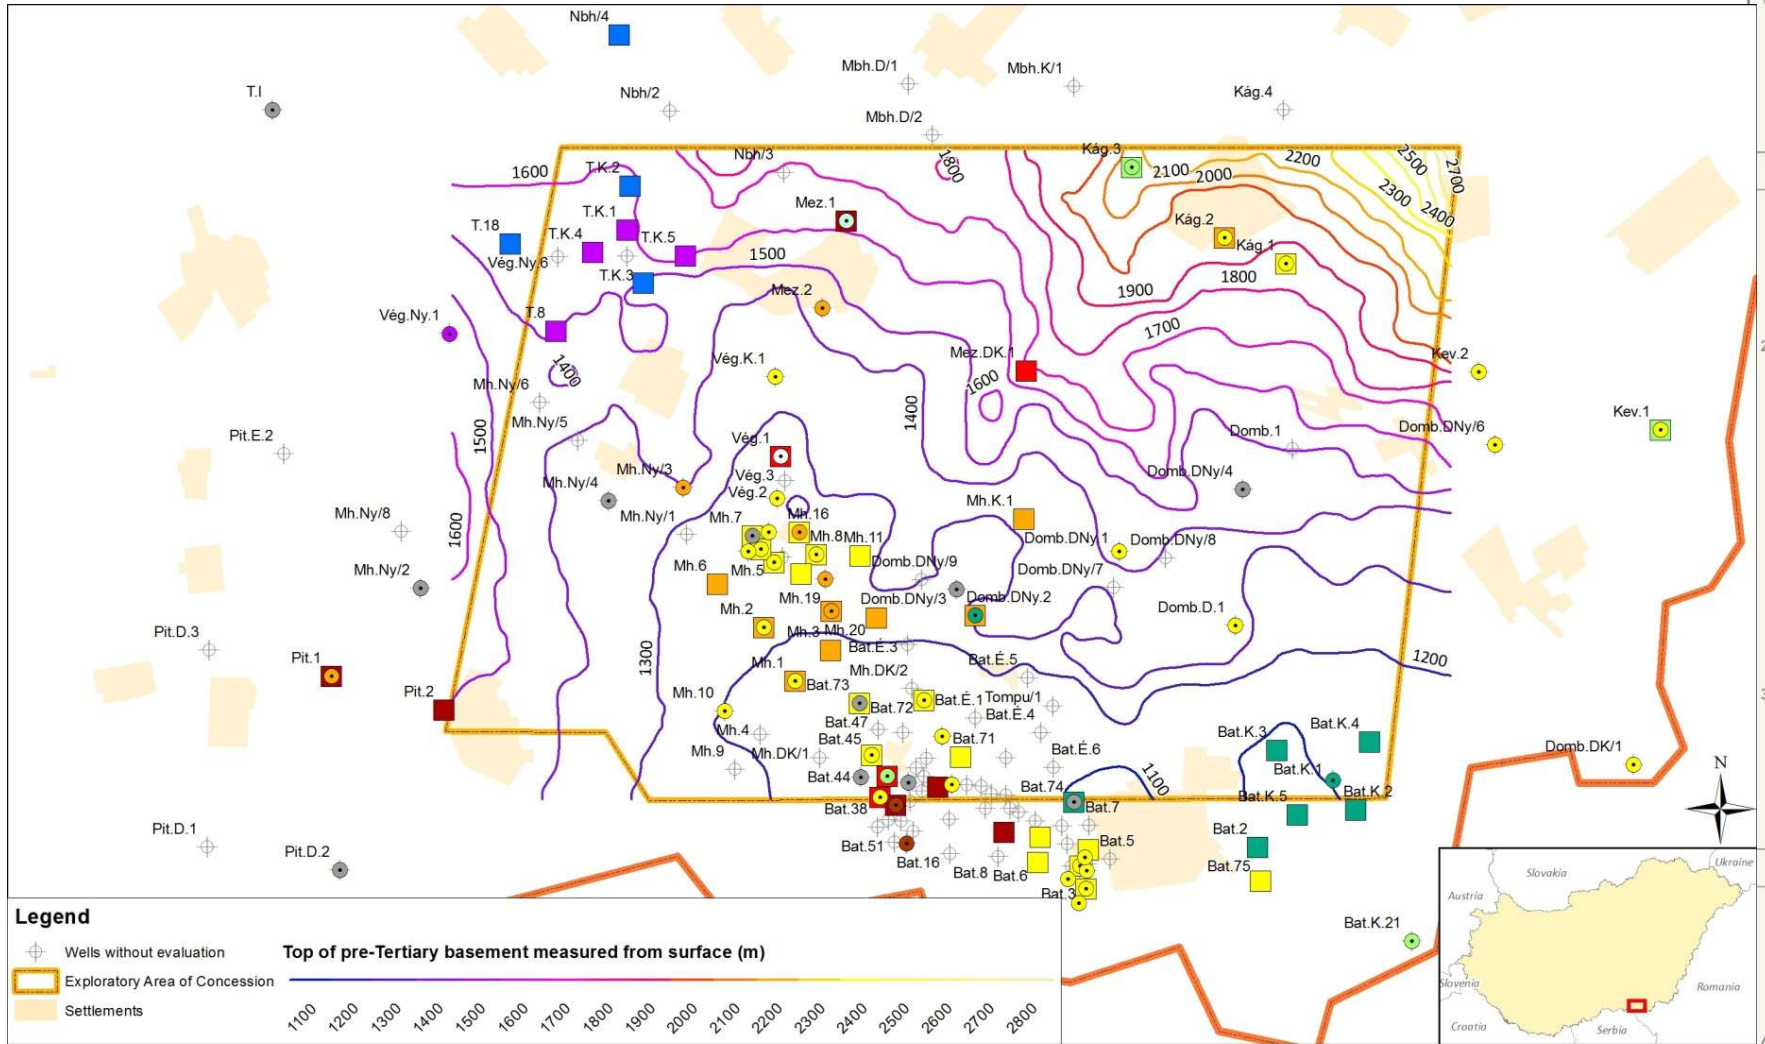 Nbh/4
Mbh.D/1
Mbh.K/1
T.I
Nbh/2
Kág.4
Mbh.D/2
Nbh/3
1800
Kág.3
2200
2500
2700
1600
T.K.2
2100
2000
2300
2400
T.K.1
Mez.1
Kág.2
T.18
T.K.4
T.K.5
Kág.1
Vég.Ny.6
1500
T.K.3
1800
Mez.2
1900
Vég.Ny.1
T.8
1700
1400
Vég.K.1
Mez.DK.1
Kev.2
Mh.Ny/6
1600
1400
Mh.Ny/5
Kev.1
1500
Pit.E.2
Vég.1
Domb.1
Domb.DNy/6
Mh.Ny/3
Vég.3
Domb.DNy/4
Mh.Ny/4
Vég.2
Mh.K.1
Mh.Ny/8
Mh.Ny/1
Mh.7
Mh.16
1600
Mh.8
Mh.11
Domb.DNy.1
Domb.DNy/8
Mh.Ny/2
Mh.6
Mh.5
Domb.DNy/9
Domb.DNy/7
Mh.2
Mh.19
Domb.DNy/3
Domb.DNy.2
Domb.D.1
Pit.D.3
Mh.3
Mh.20
Bat.É.3
1300
1200
Pit.1
Mh.1
Mh.DK/2
Bat.É.5
Pit.2
Mh.10
Bat.73
Bat.72
Bat.É.1
Tompu/1
Bat.É.4
Mh.4
Bat.47
Bat.K.3
Bat.K.4
Mh.9
Mh.DK/1
Bat.45
Bat.71
Bat.É.6
Domb.DK/1
Bat.44
Bat.74
1100
Bat.K.1
Bat.38
Bat.7
Bat.K.5
Bat.K.2
Pit.D.1
Pit.D.2
Bat.51
Bat.16
Bat.8
Bat.6
Bat.5
Bat.2
Bat.75
Bat.3
Bat.K.21
N
Legend
Wells without evaluation
Exploratory Area of Concession
Settlements
Top of pre-Tertiary basement measured from surface (m)
1100 1200 1300 1400 1500 1600 1700 1800 1900 2000 2100 2200 2300 2400 2600 2700 2800
Slovakia
Ukraine
Austria
Slovenia
Romania
Croatia
Serbia